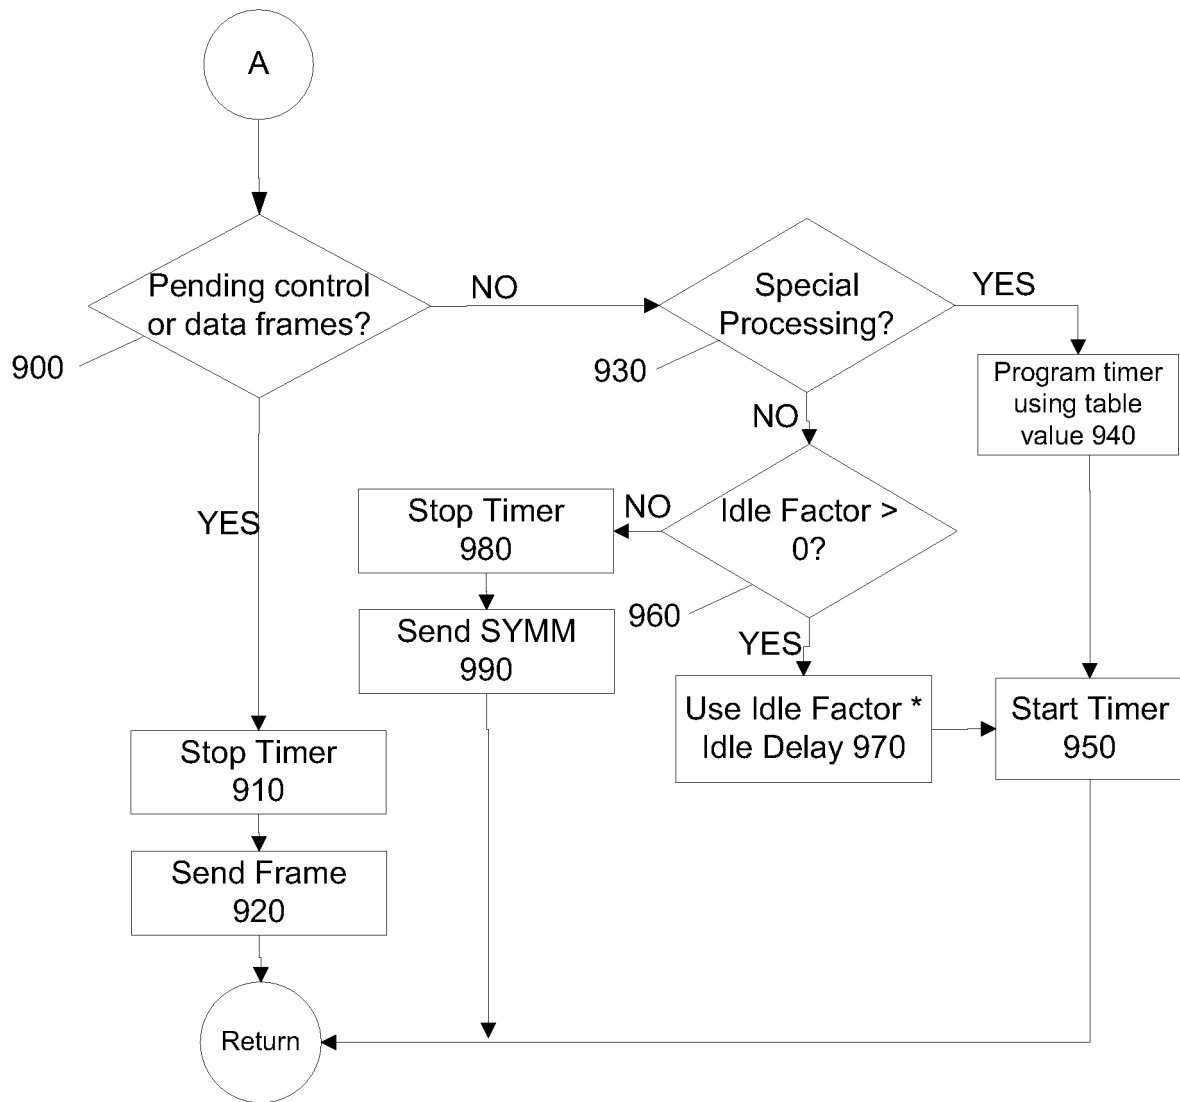 A
Pending control
or data frames?
900
NO
Special
Processing?
930
YES
Program timer
using table
value 940
NO
Idle Factor >
0?
960
NO
Stop Timer
980
Send SYMM
990
YES
Use Idle Factor *
Idle Delay 970
Start Timer
950
YES
Stop Timer
910
Send Frame
920
Return